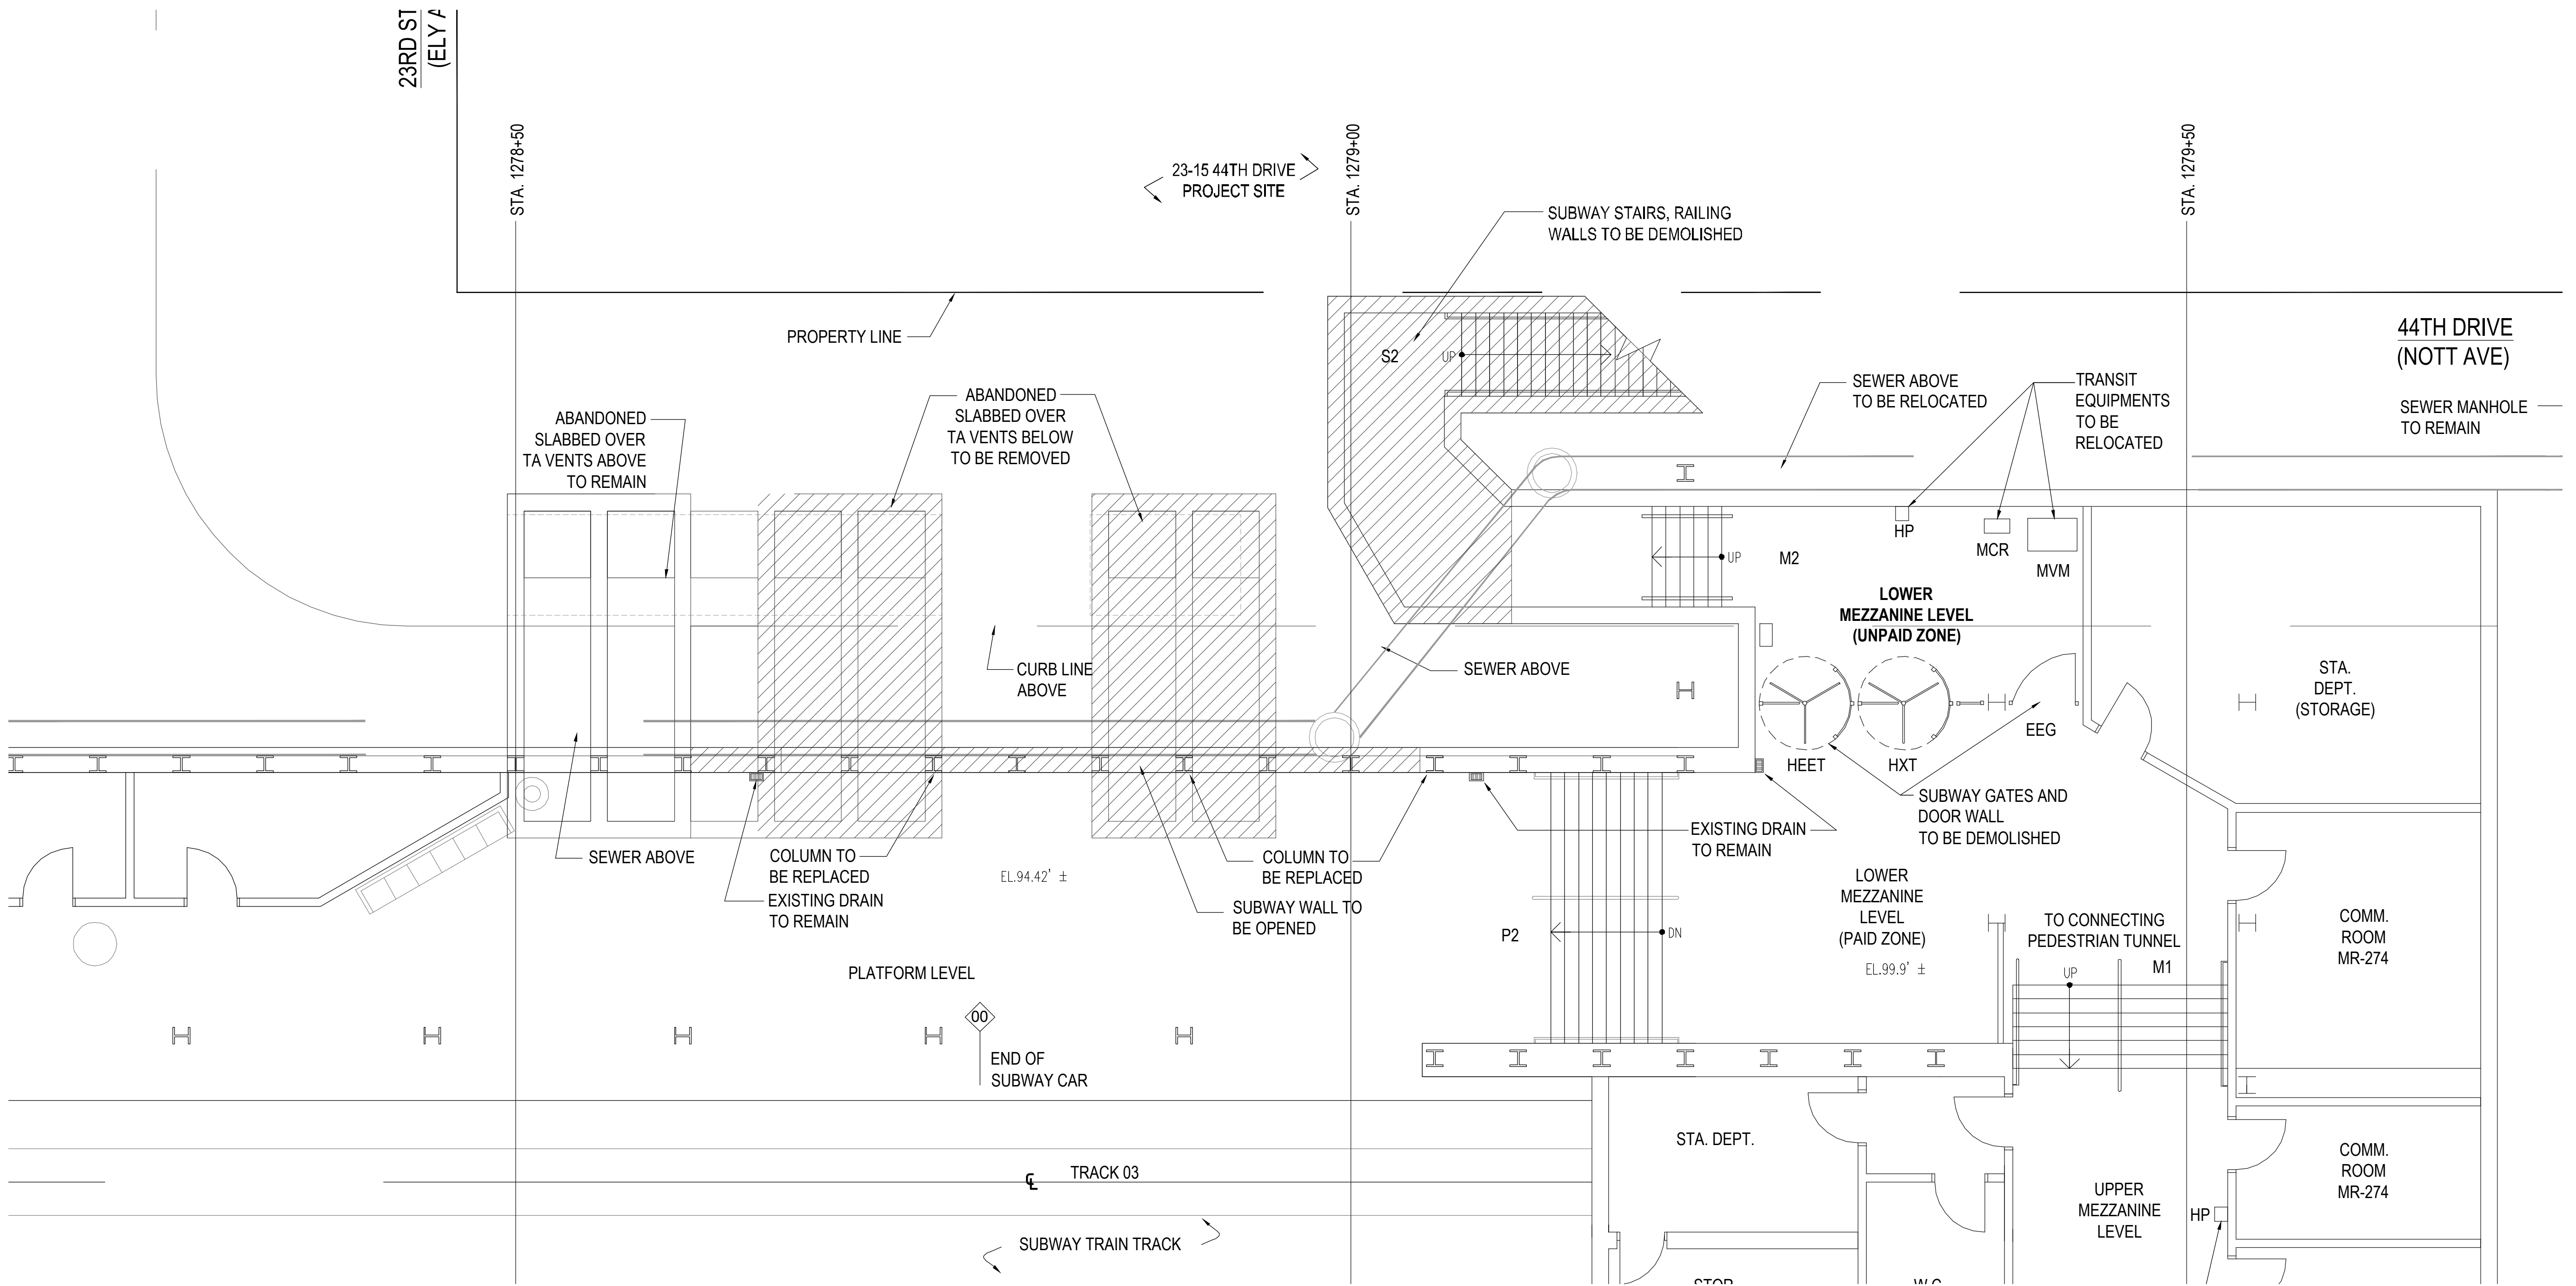 23RD ST
(ELY A
STA. 1278+50
STA. 1279+00
STA. 1279+50
23-15 44TH DRIVE
PROJECT SITE
SUBWAY STAIRS, RAILING
WALLS TO BE DEMOLISHED
PROPERTY LINE
44TH DRIVE
(NOTT AVE)
S2
UP
SEWER ABOVE
TO BE RELOCATED
TRANSIT
EQUIPMENTS
TO BE
RELOCATED
SEWER MANHOLE
TO REMAIN
ABANDONED
SLABBED OVER
TA VENTS ABOVE
TO REMAIN
ABANDONED
SLABBED OVER
TA VENTS BELOW
TO BE REMOVED
HP
MCR
MVM
UP
M2
LOWER
MEZZANINE LEVEL
(UNPAID ZONE)
CURB LINE
ABOVE
SEWER ABOVE
STA.
DEPT.
(STORAGE)
EEG
HEET
HXT
SUBWAY GATES AND
DOOR WALL
TO BE DEMOLISHED
EXISTING DRAIN
TO REMAIN
SEWER ABOVE
COLUMN TO
BE REPLACED
EXISTING DRAIN
TO REMAIN
EL.94.42' ±
COLUMN TO
BE REPLACED
SUBWAY WALL TO
BE OPENED
P2
DN
LOWER
MEZZANINE
LEVEL
(PAID ZONE)
EL.99.9' ±
TO CONNECTING
PEDESTRIAN TUNNEL
M1
UP
COMM.
ROOM
MR-274
PLATFORM LEVEL
00
END OF
SUBWAY CAR
STA. DEPT.
COMM.
ROOM
MR-274
℄ TRACK 03
UPPER
MEZZANINE
LEVEL
HP
SUBWAY TRAIN TRACK
STOR
W.C.